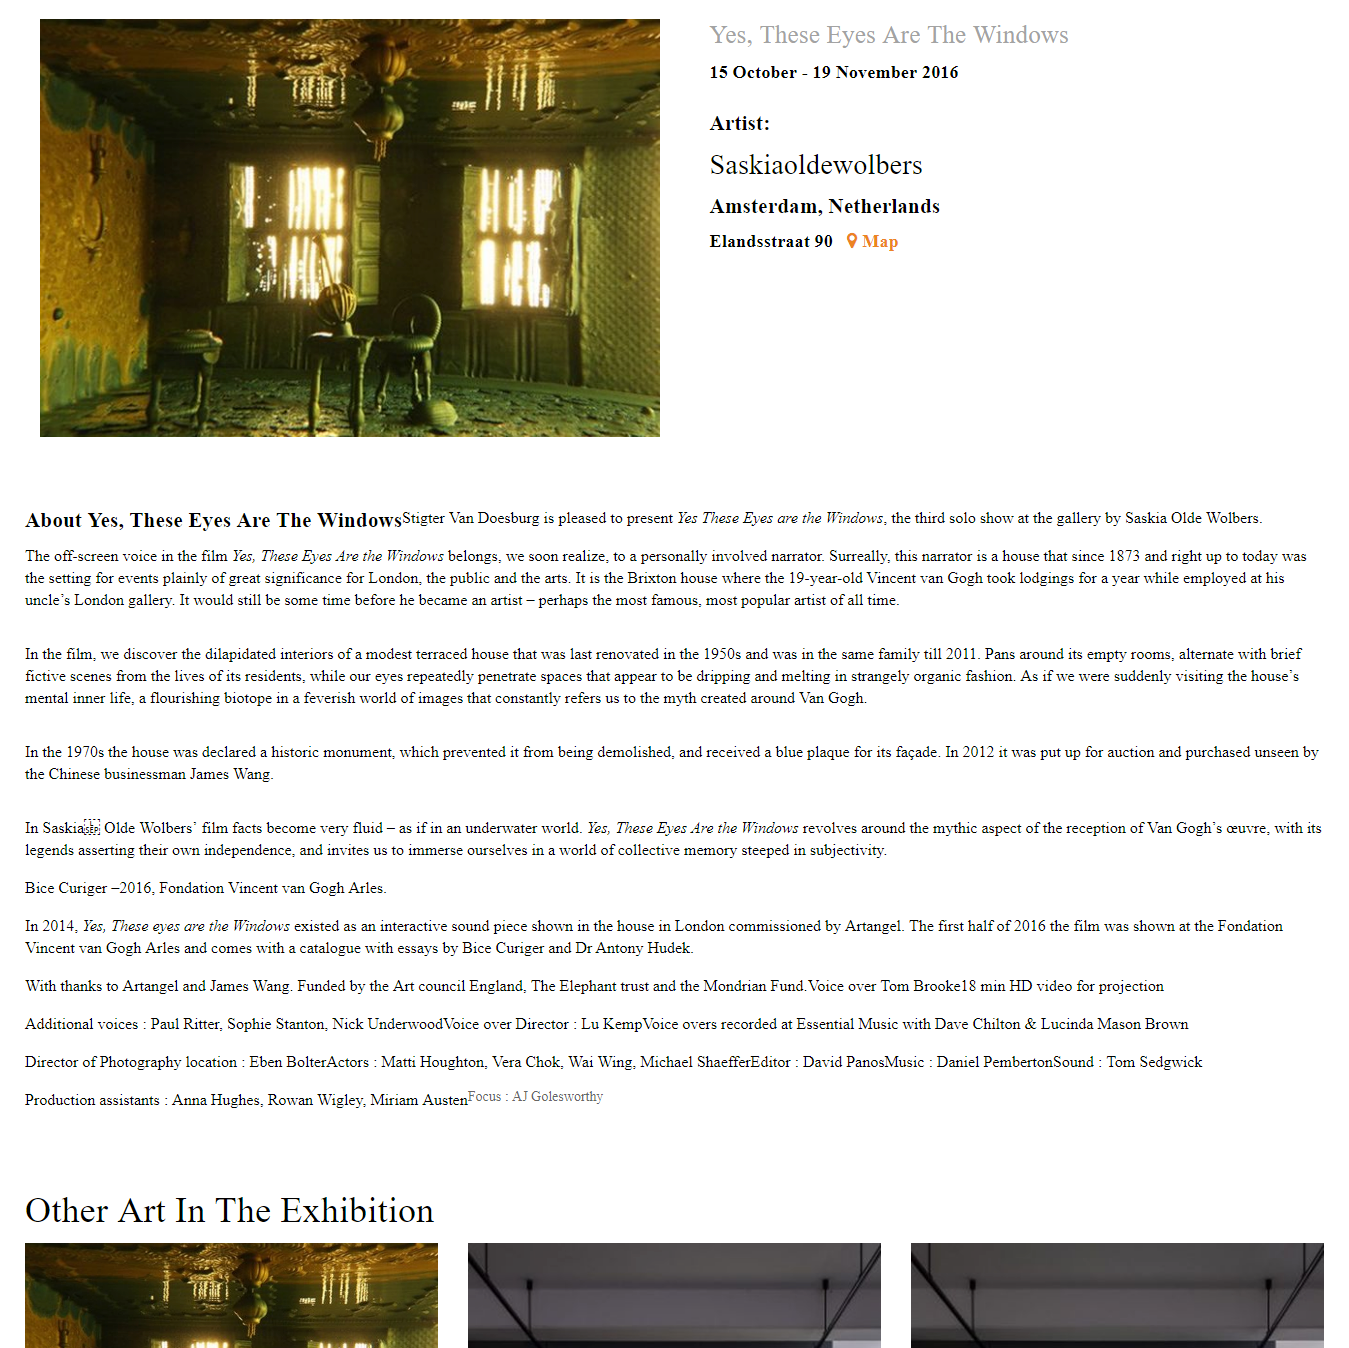 Yes, These Eyes Are The Windows
15 October - 19 November 2016
Artist:
Saskiaoldewolbers
Amsterdam, Netherlands
Elandsstraat 90 Map
About Yes, These Eyes Are The WindowsStigter Van Doesburg is pleased to present Yes These Eyes are the Windows, the third solo show at the gallery by Saskia Olde Wolbers.
The off-screen voice in the film Yes, These Eyes Are the Windows belongs, we soon realize, to a personally involved narrator. Surreally, this narrator is a house that since 1873 and right up to today was
the setting for events plainly of great significance for London, the public and the arts. It is the Brixton house where the 19-year-old Vincent van Gogh took lodgings for a year while employed at his
uncle’s London gallery. It would still be some time before he became an artist – perhaps the most famous, most popular artist of all time.
In the film, we discover the dilapidated interiors of a modest terraced house that was last renovated in the 1950s and was in the same family till 2011. Pans around its empty rooms, alternate with brief
fictive scenes from the lives of its residents, while our eyes repeatedly penetrate spaces that appear to be dripping and melting in strangely organic fashion. As if we were suddenly visiting the house’s
mental inner life, a flourishing biotope in a feverish world of images that constantly refers us to the myth created around Van Gogh.
In the 1970s the house was declared a historic monument, which prevented it from being demolished, and received a blue plaque for its façade. In 2012 it was put up for auction and purchased unseen by
the Chinese businessman James Wang.
In Saskia Olde Wolbers’ film facts become very fluid – as if in an underwater world. Yes, These Eyes Are the Windows revolves around the mythic aspect of the reception of Van Gogh’s œuvre, with its
legends asserting their own independence, and invites us to immerse ourselves in a world of collective memory steeped in subjectivity.
Bice Curiger –2016, Fondation Vincent van Gogh Arles.
In 2014, Yes, These eyes are the Windows existed as an interactive sound piece shown in the house in London commissioned by Artangel. The first half of 2016 the film was shown at the Fondation
Vincent van Gogh Arles and comes with a catalogue with essays by Bice Curiger and Dr Antony Hudek.
With thanks to Artangel and James Wang. Funded by the Art council England, The Elephant trust and the Mondrian Fund.Voice over Tom Brooke18 min HD video for projection
Additional voices : Paul Ritter, Sophie Stanton, Nick UnderwoodVoice over Director : Lu KempVoice overs recorded at Essential Music with Dave Chilton & Lucinda Mason Brown
Director of Photography location : Eben BolterActors : Matti Houghton, Vera Chok, Wai Wing, Michael ShaefferEditor : David PanosMusic : Daniel PembertonSound : Tom Sedgwick
Production assistants : Anna Hughes, Rowan Wigley, Miriam AustenFocus : AJ Golesworthy
Other Art In The Exhibition